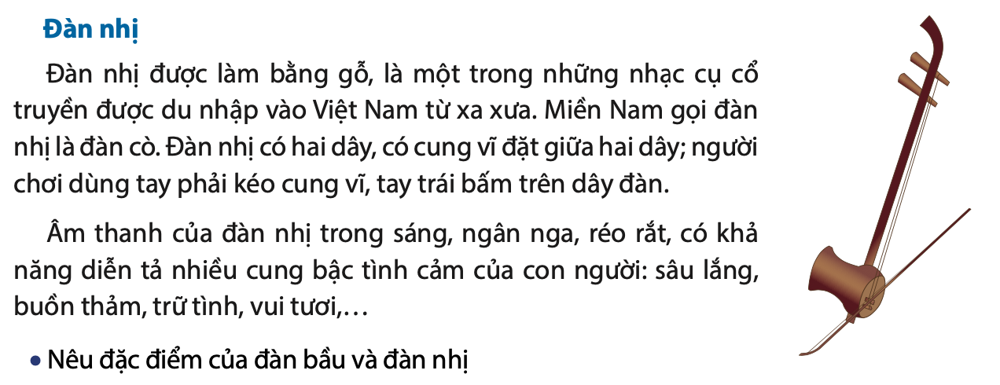 Đàn nhị
Đàn nhị được làm bằng gỗ, là một trong những nhạc cụ cổ
truyền được du nhập vào Việt Nam từ xa xưa. Miền Nam gọi đàn
nhị là đàn cò. Đàn nhị có hai dây, có cung vĩ đặt giữa hai dây; người
chơi dùng tay phải kéo cung vĩ, tay trái bấm trên dây đàn.
Âm thanh của đàn nhị trong sáng, ngân nga, réo rắt, có khả
năng diễn tả nhiều cung bậc tình cảm của con người: sâu lắng,
buồn thảm, trữ tình, vui tươi,…
• Nêu đặc điểm của đàn bầu và đàn nhị